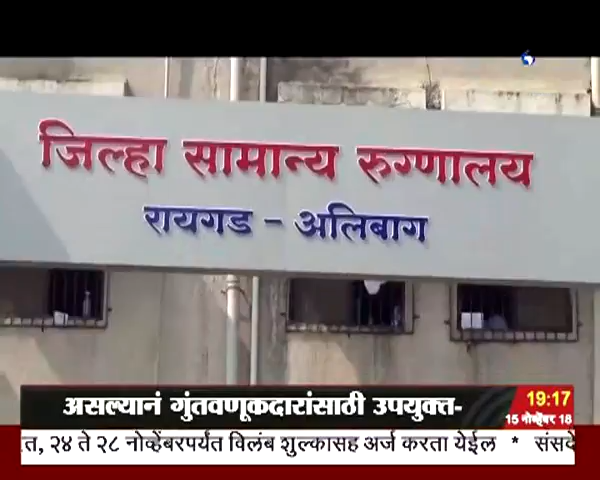 जिल्हा सामान्य रुग्णालय
रायगड - अलिबाग
असल्यानं गुंतवणूकदारांसाठी उपयुक्त-
19:17
15 नोव्हेंबर 18
त, २४ ते २८ नोव्हेंबरपर्यंत विलंब शुल्कासह अर्ज करता येईल * संसदे